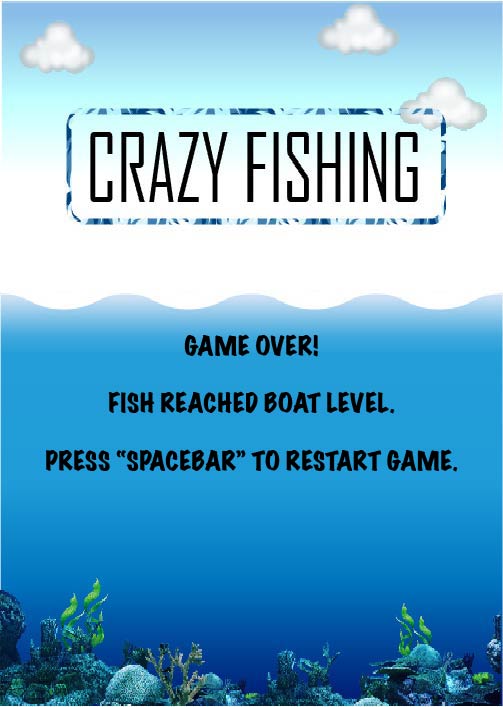 CRAZY FISHING
GAME OVER!
FISH REACHED BOAT LEVEL.
PRESS “SPACEBAR” TO RESTART GAME.